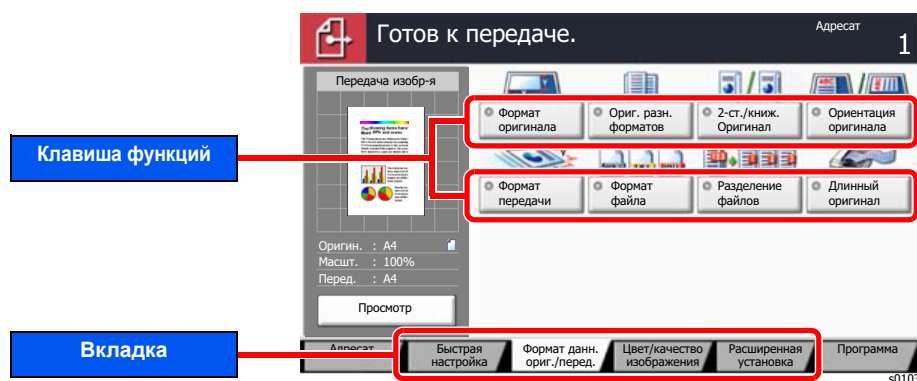 Готов к передаче.
Адресат
1
Передача изобр-я
Формат
оригинала
Ориг. разн.
форматов
2-ст./книж.
Оригинал
Ориентация
оригинала
Клавиша функций
Формат
передачи
Формат
файла
Разделение
файлов
Длинный
оригинал
Оригин. : A4
Масшт. : 100%
Перед. : A4
Просмотр
Вкладка
Адресат
Быстрая
настройка
Формат данн.
ориг./перед.
Цвет/качество
изображения
Расширенная
установка
Программа